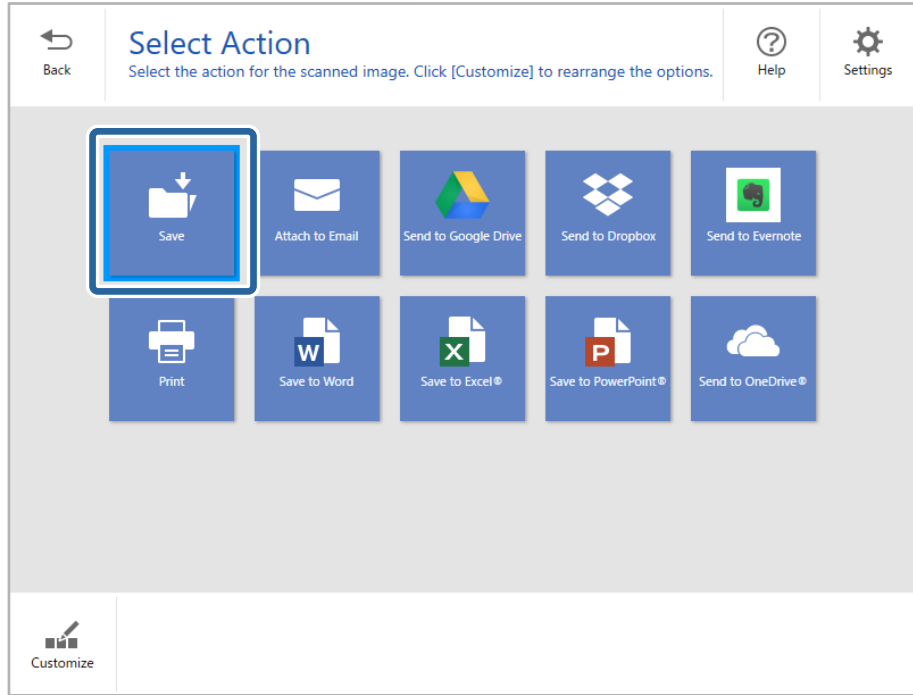 Back
Select Action
Select the action for the scanned image. Click [Customize] to rearrange the options.
Help
Settings
Save
Attach to Email
Send to Google Drive
Send to Dropbox
Send to Evernote
Print
W
Save to Word
X
Save to Excel®
P
Save to PowerPoint®
Send to OneDrive®
Customize